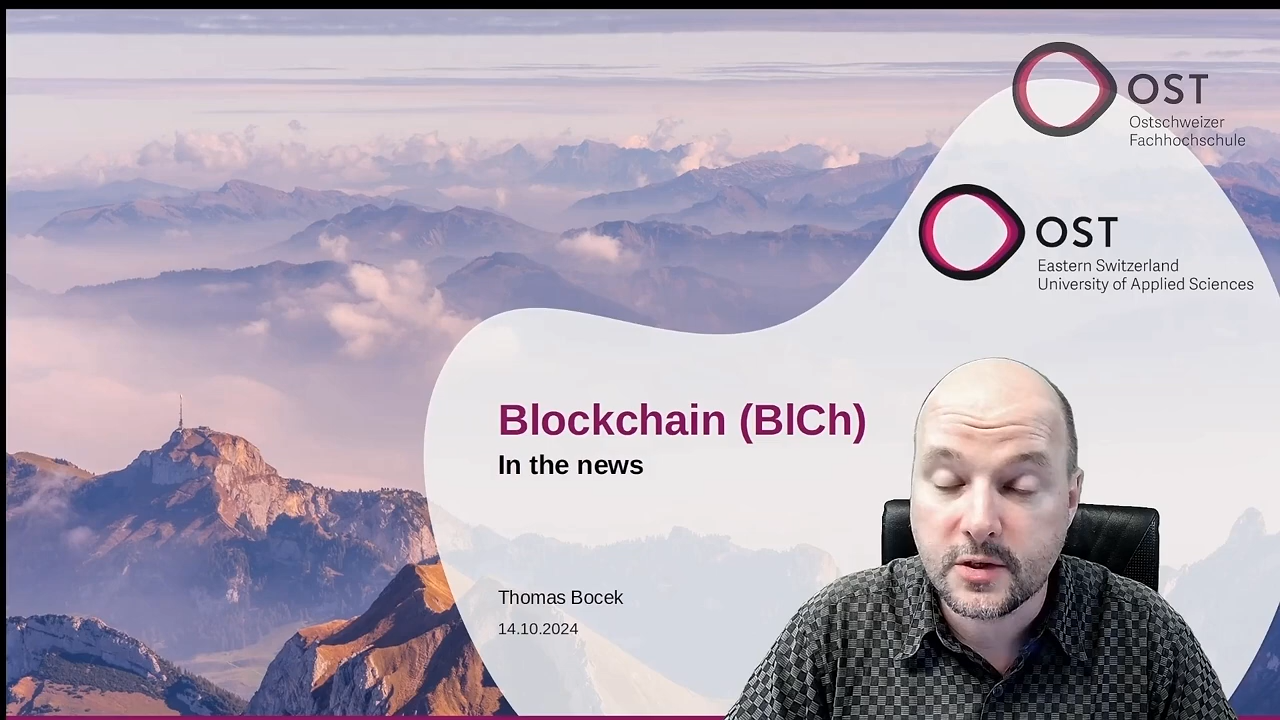 OST
Ostschweizer
Fachhochschule
OST
Eastern Switzerland
University of Applied Sciences
Blockchain (BlCh)
In the news
Thomas Bocek
14.10.2024